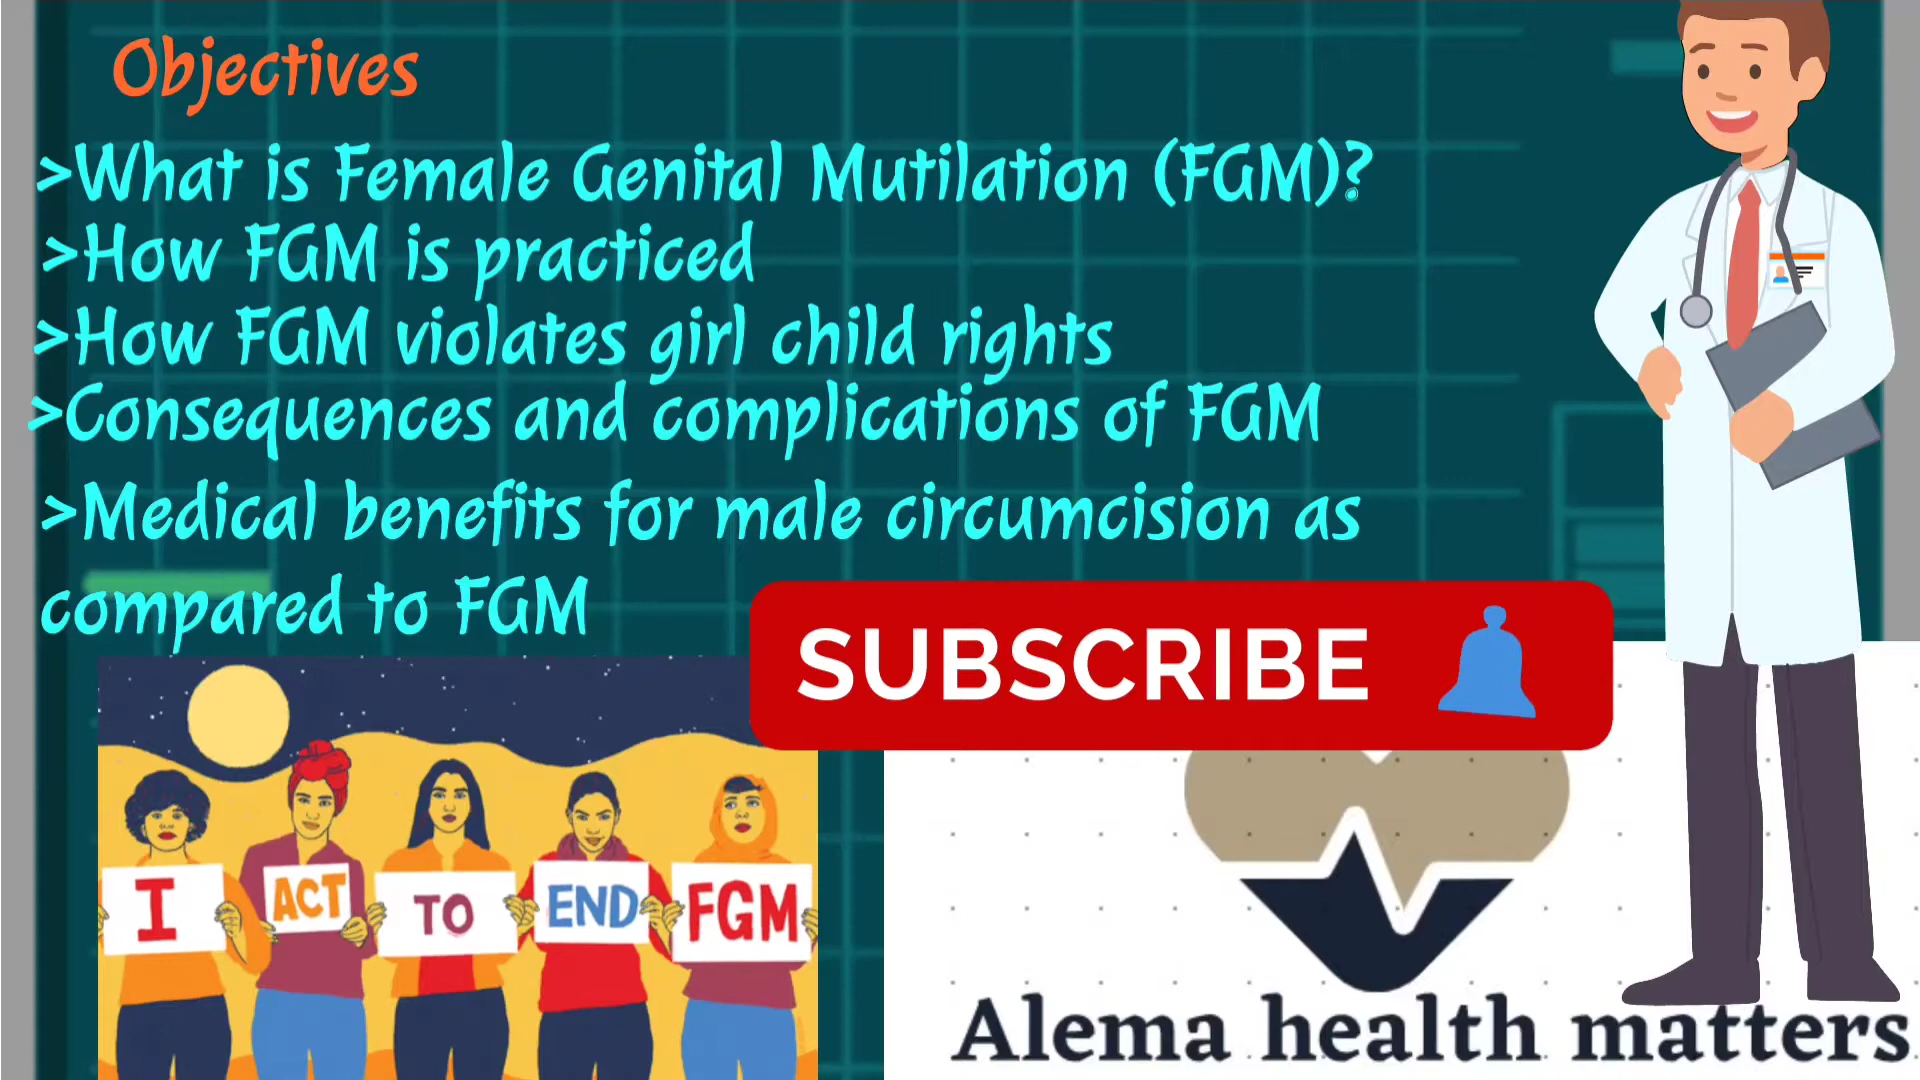 Objectives
>What is Female Genital Mutilation (FGM)?
>How FGM is practiced
>How FGM violates girl child rights
>Consequences and complications of FGM
>Medical benefits for male circumcision as
compared to FGM
SUBSCRIBE
I ACT TO END FGM
Alema health matters